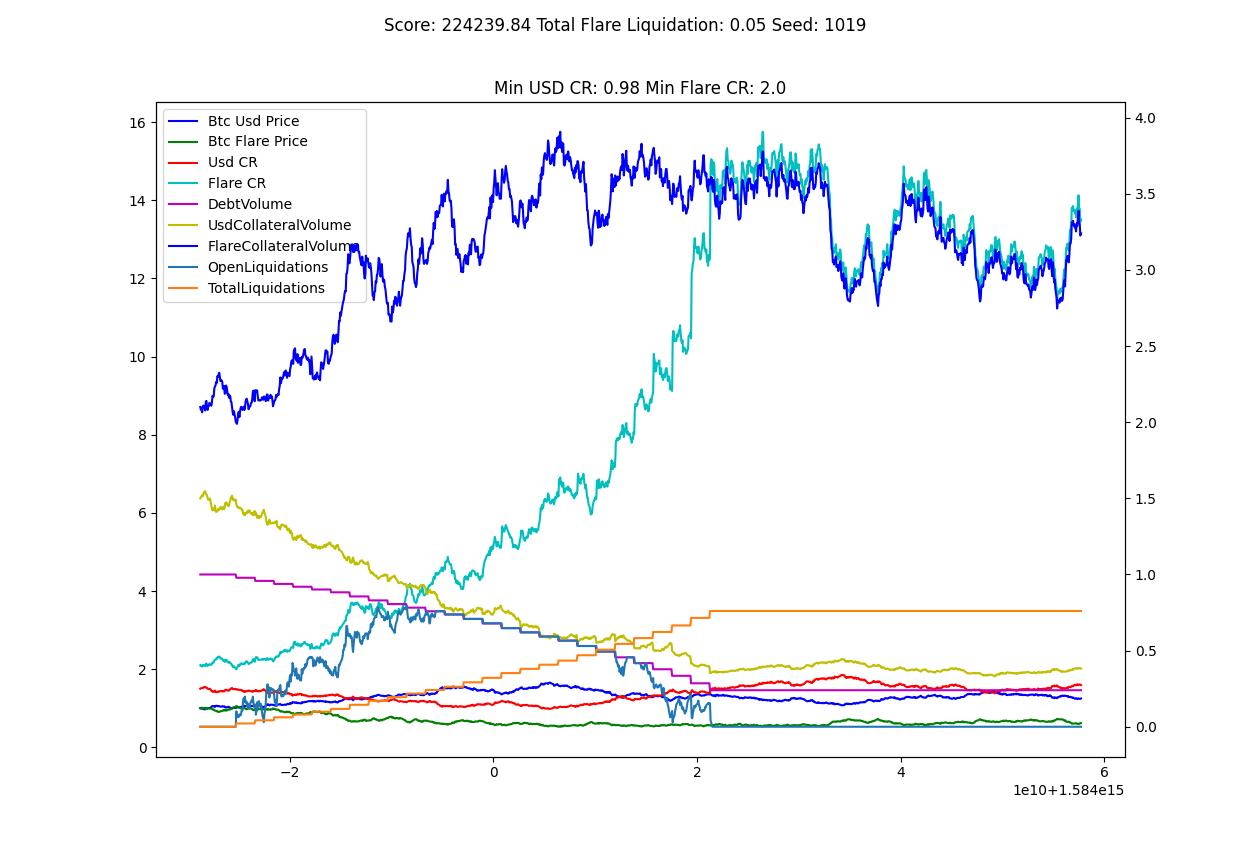 Score: 224239.84 Total Flare Liquidation: 0.05 Seed: 1019
Min USD CR: 0.98 Min Flare CR: 2.0
Btc Usd Price
Btc Flare Price
Usd CR
Flare CR
DebtVolume
UsdCollateralVolume
FlareCollateralVolume
OpenLiquidations
TotalLiquidations
16
14
12
10
8
6
4
2
0
4.0
3.5
3.0
2.5
2.0
1.5
1.0
0.5
0.0
−2 0 2 4 6
1e10+1.584e15